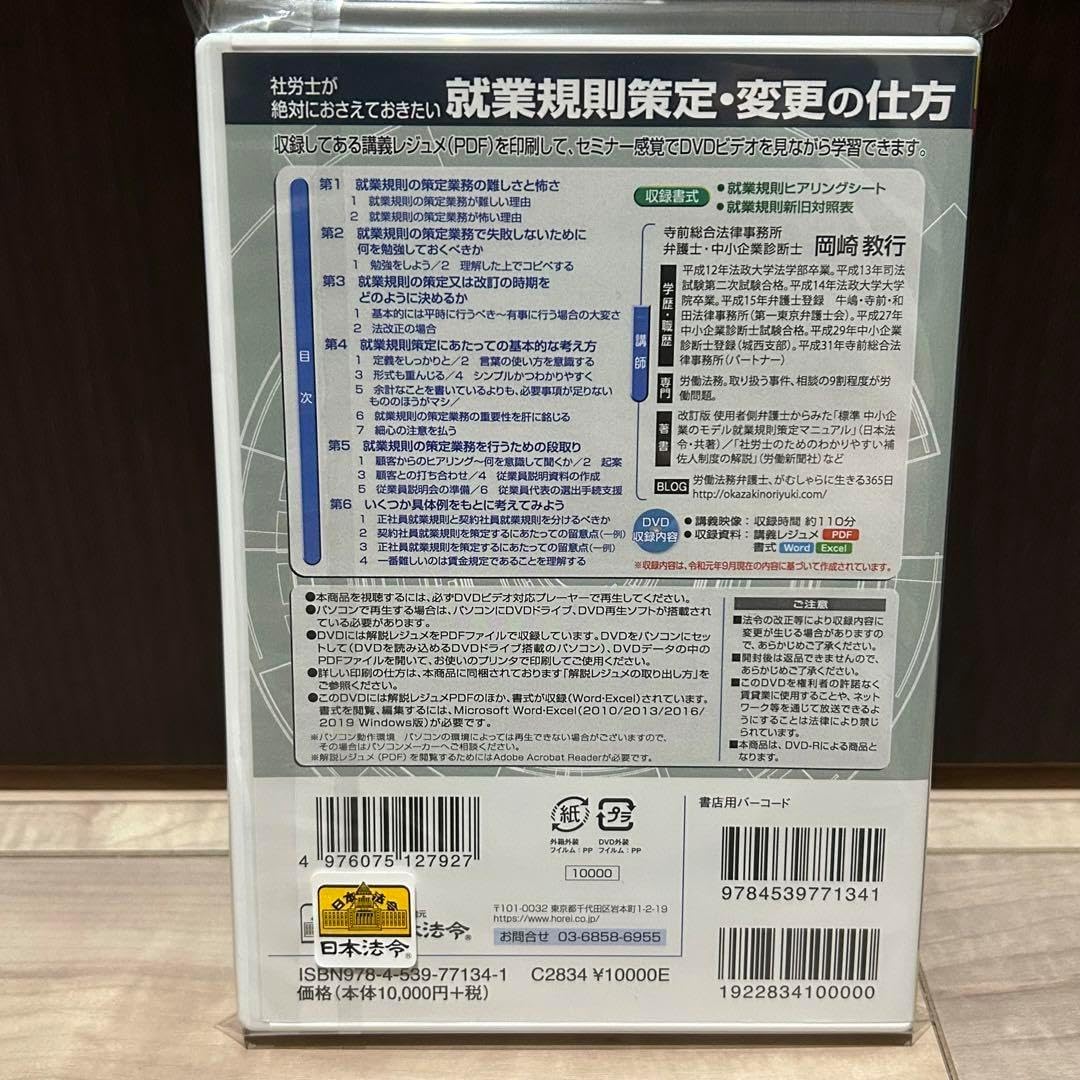 社労士が
絶対におさえておきたい 就業規則策定・変更の仕方
収録してある講義レジュメ(PDF)を印刷して、セミナー感覚でDVDビデオを見ながら学習できます。
目次
第1 就業規則の策定業務の難しさと怖さ
1 就業規則の策定業務が難しい理由
2 就業規則の策定業務が怖い理由
第2 就業規則の策定業務で失敗しないために
何を勉強しておくべきか
1 勉強をしよう/2 理解した上でコピペする
第3 就業規則の策定又は改訂の時期を
どのように決めるか
1 基本的には平時に行うべき〜有事に行う場合の大変さ
2 法改正の場合
第4 就業規則策定にあたっての基本的な考え方
1 定義をしっかりと/2 言葉の使い方を意識する
3 形式も重んじる/4 シンプルかつわかりやすく
5 余計なことを書いているよりも、必要事項が足りない
もののほうがマシ/
6 就業規則の策定業務の重要性を肝に銘じる
7 細心の注意を払う
第5 就業規則の策定業務を行うための段取り
1 顧客からのヒアリング〜何を意識して聞くか/2 起案
3 顧客との打ち合わせ/4 従業員説明資料の作成
5 従業員説明会の準備/6 従業員代表の選出手続支援
第6 いくつか具体例をもとに考えてみよう
1 正社員就業規則と契約社員就業規則を分けるべきか
2 契約社員就業規則を策定するにあたっての留意点(一例)
3 正社員就業規則を策定するにあたっての留意点(一例)
4 一番難しいのは賃金規定であることを理解する
収録書式
●就業規則ヒアリングシート
●就業規則新旧対照表
講師
寺前総合法律事務所
弁護士・中小企業診断士 岡崎 教行
学歴・職歴
平成12年法政大学法学部卒業。平成13年司法
試験第二次試験合格。平成14年法政大学大学
院卒業。平成15年弁護士登録 牛嶋・寺前・和
田法律事務所(第一東京弁護士会)。平成27年
中小企業診断士試験合格。平成29年中小企業
診断士登録(城西支部)。平成31年寺前総合法
律事務所(パートナー)
専門
労働法務。取り扱う事件、相談の9割程度が労
働問題。
著書
改訂版 使用者側弁護士からみた「標準 中小企
業のモデル就業規則策定マニュアル」(日本法
令・共著)/「社労士のためのわかりやすい補
佐人制度の解説」(労働新聞社)など
BLOG
労働法務弁護士、がむしゃらに生きる365日
http://okazakinoriyuki.com/
DVD
収録内容
●講義映像:収録時間 約110分
●収録資料:講義レジュメ PDF
書式 Word Excel
※収録内容は、令和元年9月現在の内容に基づいて作成されています。
●本商品を視聴するには、必ずDVDビデオ対応プレーヤーで再生してください。
●パソコンで再生する場合は、パソコンにDVDドライブ、DVD再生ソフトが搭載され
ている必要があります。
●DVDには解説レジュメをPDFファイルで収録しています。DVDをパソコンにセッ
トして(DVDを読み込めるDVDドライブ搭載のパソコン)、DVDデータの中の
PDFファイルを開いて、お使いのプリンタで印刷してご使用ください。
●詳しい印刷の仕方は、本商品に同梱されております「解説レジュメの取り出し方」を
ご参照ください。
●このDVDには解説レジュメPDFのほか、書式が収録(Word・Excel)されています。
書式を閲覧、編集するには、Microsoft Word・Excel(2010/2013/2016/
2019 Windows版)が必要です。
※パソコン動作環境 パソコンの環境によっては再生できない場合がございますので、
その場合はパソコンメーカーへご相談ください。
※解説レジュメ(PDF)を閲覧するためにはAdobe Acrobat Readerが必要です。
ご注意
■法令の改正等により収録内容に
変更が生じる場合がありますの
で、あらかじめご了承ください。
■開封後は返品できませんので、
あらかじめご了承ください。
■このDVDを権利者の許諾なく
賃貸業に使用することや、ネット
ワーク等を通じて放送できるよ
うにすることは法律により禁じ
られています。
■本商品は、DVD-Rによる商品と
なります。
4 976075 127927
紙
プラ
外箱外装
フィルム:PP
DVD外装
フィルム:PP
10000
書店用バーコード
9784539771341
1922834100000
日本法令
日本法令®
元
法令®
〒101-0032 東京都千代田区岩本町1-2-19
https://www.horei.co.jp/
お問合せ 03-6858-6955
ISBN978-4-539-77134-1 C2834 ¥10000E
価格(本体10,000円+税)